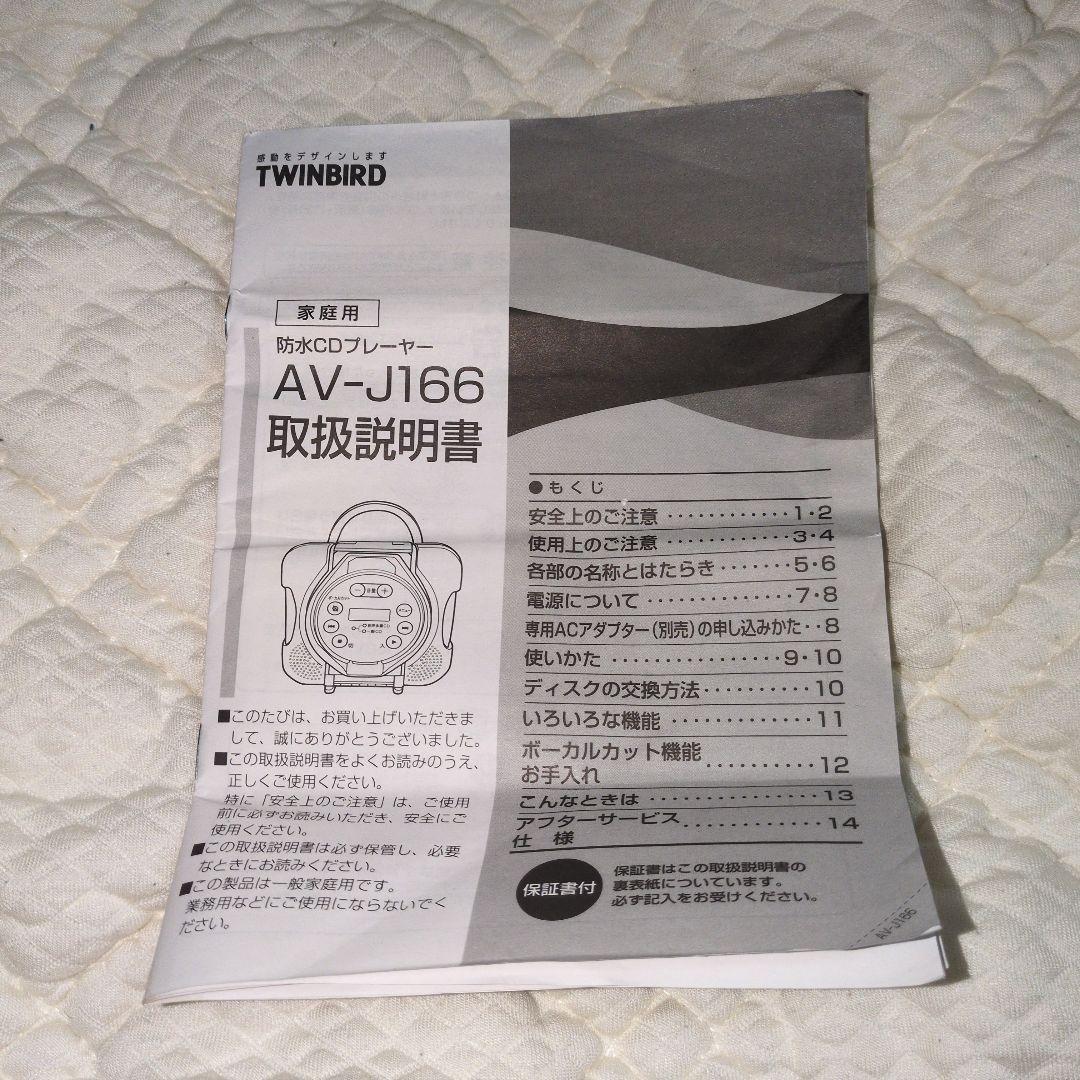 感動をデザインします
TWINBIRD
家庭用
防水CDプレーヤー
AV-J166
取扱説明書
ボーカルカット
− 音量 +
メニュー
切
入
■このたびは、お買い上げいただきま
して、誠にありがとうございました。
■この取扱説明書をよくお読みのうえ、
正しくご使用ください。
特に「安全上のご注意」は、ご使用
前に必ずお読みいただき、安全にご
使用ください。
■この取扱説明書は必ず保管し、必要
なときにお読みください。
■この製品は一般家庭用です。
業務用などにご使用にならないでく
ださい。
●もくじ
安全上のご注意 ············1・2
使用上のご注意 ············3・4
各部の名称とはたらき·······5・6
電源について ··············7・8
専用ACアダプター(別売)の申し込みかた··8
使いかた ················9・10
ディスクの交換方法··········10
いろいろな機能 ·············11
ボーカルカット機能
お手入れ ··········12
こんなときは ···············13
アフターサービス
仕 様 ············14
保証書付
保証書はこの取扱説明書の
裏表紙についています。
必ず記入をお受けください。
AV-J166